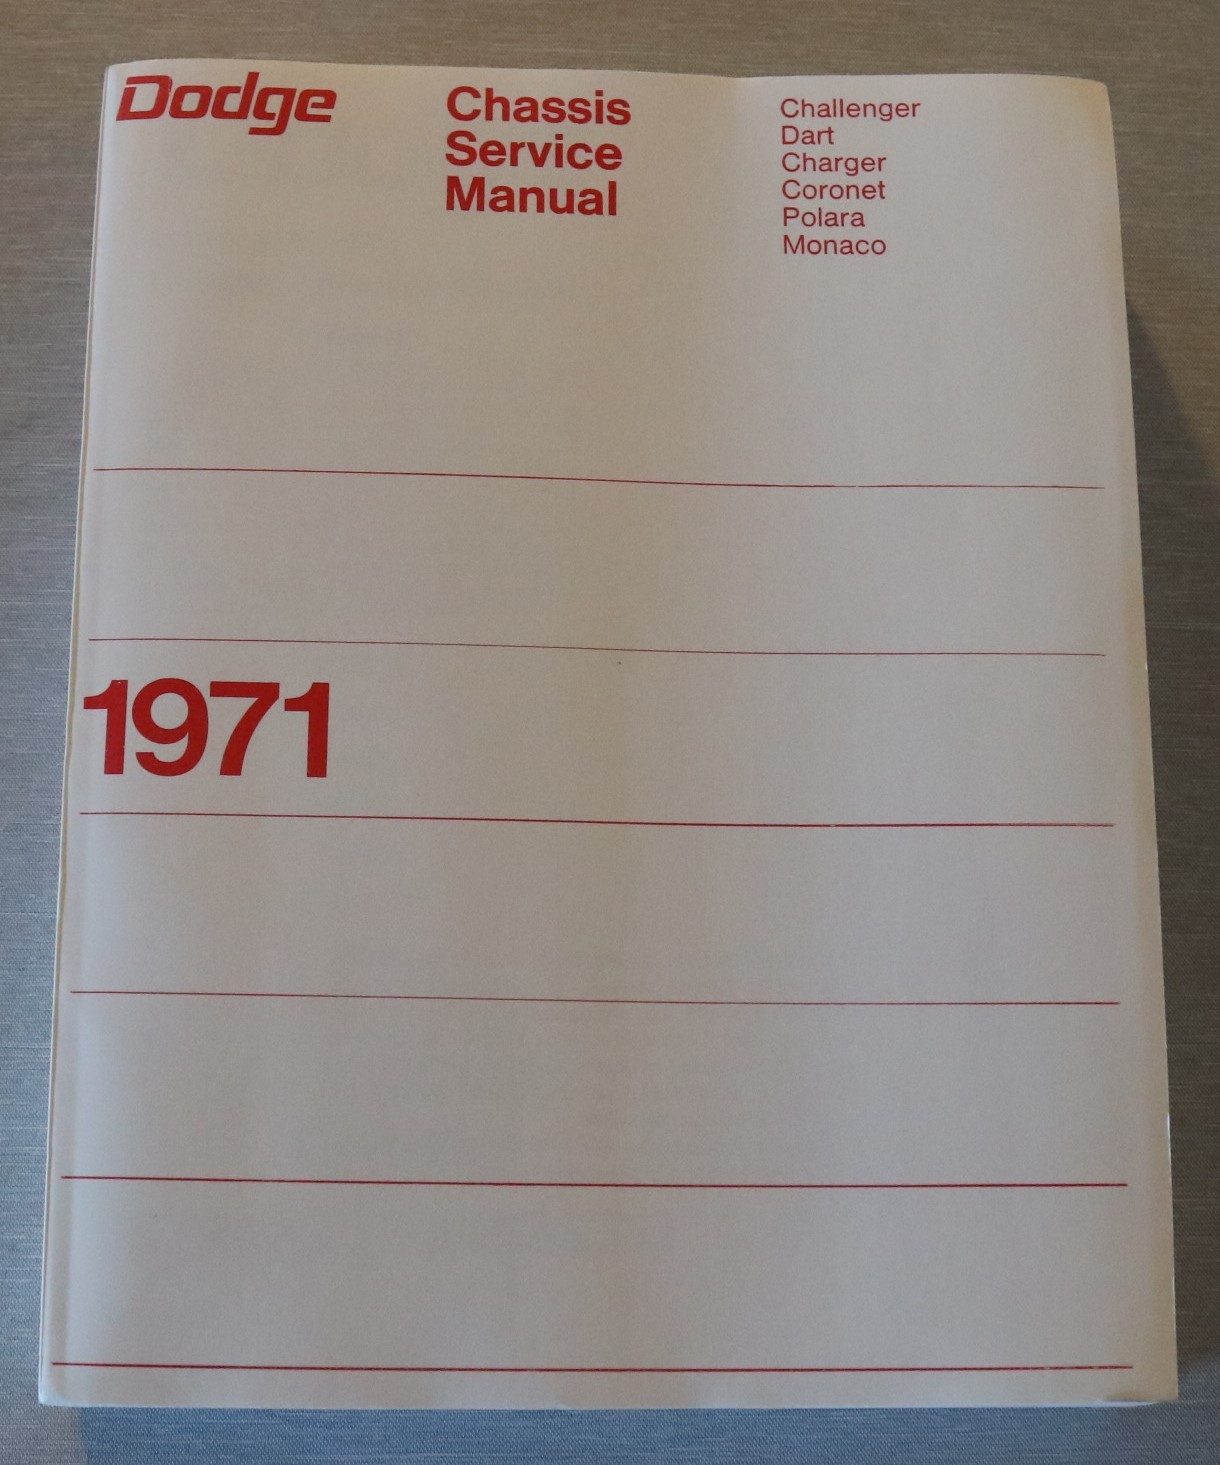 Dodge
Chassis
Service
Manual
Challenger
Dart
Charger
Coronet
Polara
Monaco
1971